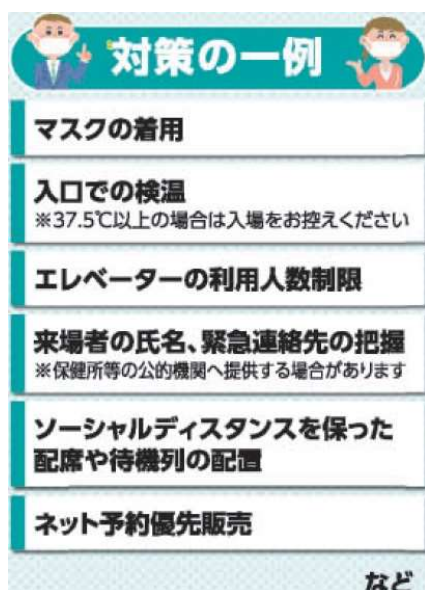 対策の一例
マスクの着用
入口での検温
※37.5℃以上の場合は入場をお控えください
エレベーターの利用人数制限
来場者の氏名、緊急連絡先の把握
※保健所等の公的機関へ提供する場合があります
ソーシャルディスタンスを保った
配席や待機列の配置
ネット予約優先販売
など